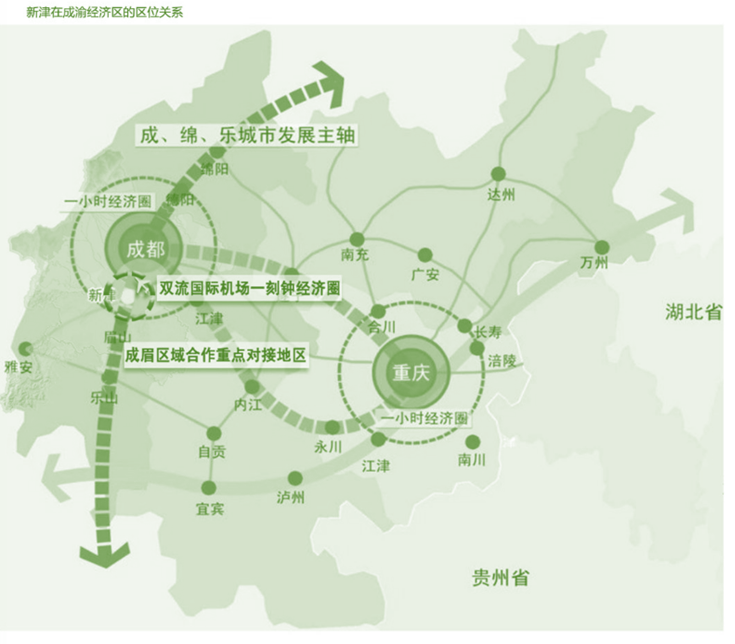 新津在成渝经济区的区位关系
成、绵、乐城市发展主轴
绵阳
德阳
一小时经济圈
达州
成都
南充
万州
广安
双流国际机场一刻钟经济圈
新
江津
合川
湖北省
长寿
眉山
成眉区域合作重点对接地区
涪陵
雅安
重庆
乐山
内江
一小时经济圈
永川
自贡
江津
南川
泸州
宜宾
贵州省